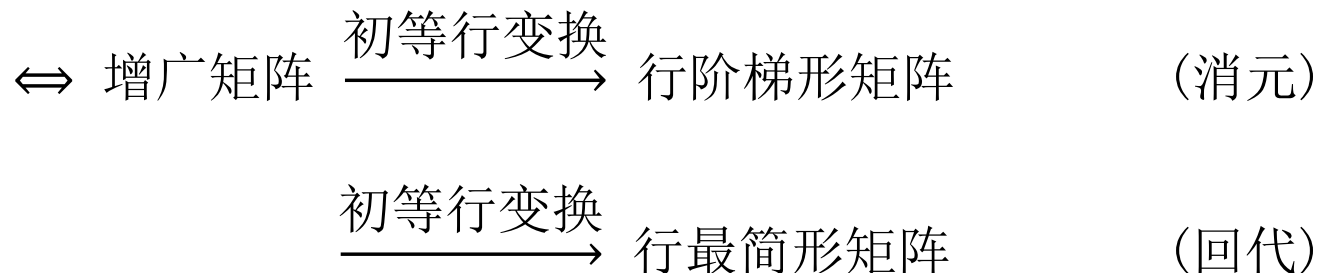 ⇔ 增广矩阵 初等行变换 → 行阶梯形矩阵 (消元)
初等行变换 → 行最简形矩阵 (回代)